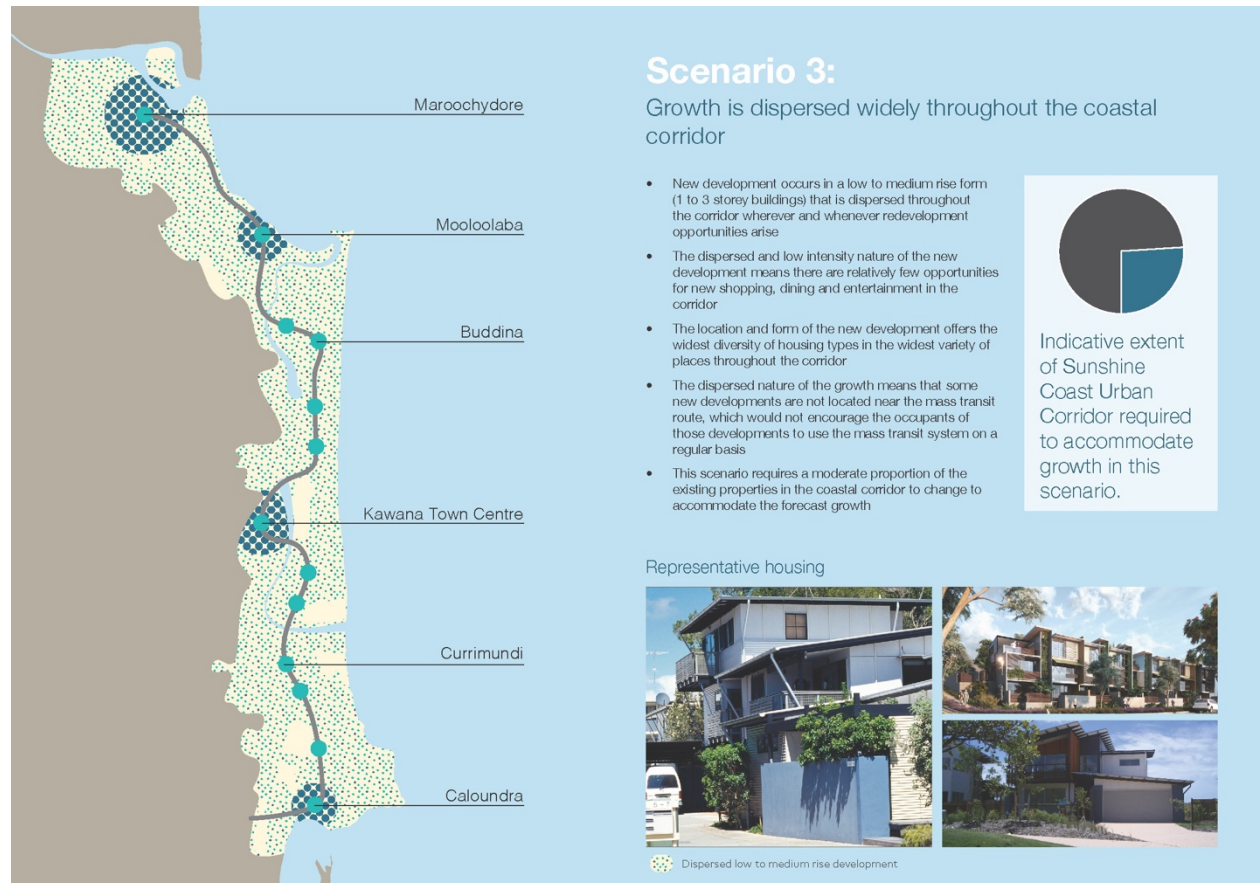 Maroochydore
Mooloolaba
Buddina
Kawana Town Centre
Currimundi
Caloundra
Scenario 3:
Growth is dispersed widely throughout the coastal
corridor
• New development occurs in a low to medium rise form
(1 to 3 storey buildings) that is dispersed throughout
the corridor wherever and whenever redevelopment
opportunities arise
• The dispersed and low intensity nature of the new
development means there are relatively few opportunities
for new shopping, dining and entertainment in the
corridor
• The location and form of the new development offers the
widest diversity of housing types in the widest variety of
places throughout the corridor
• The dispersed nature of the growth means that some
new developments are not located near the mass transit
route, which would not encourage the occupants of
those developments to use the mass transit system on a
regular basis
• This scenario requires a moderate proportion of the
existing properties in the coastal corridor to change to
accommodate the forecast growth
Indicative extent
of Sunshine
Coast Urban
Corridor required
to accommodate
growth in this
scenario.
Representative housing
Dispersed low to medium rise development